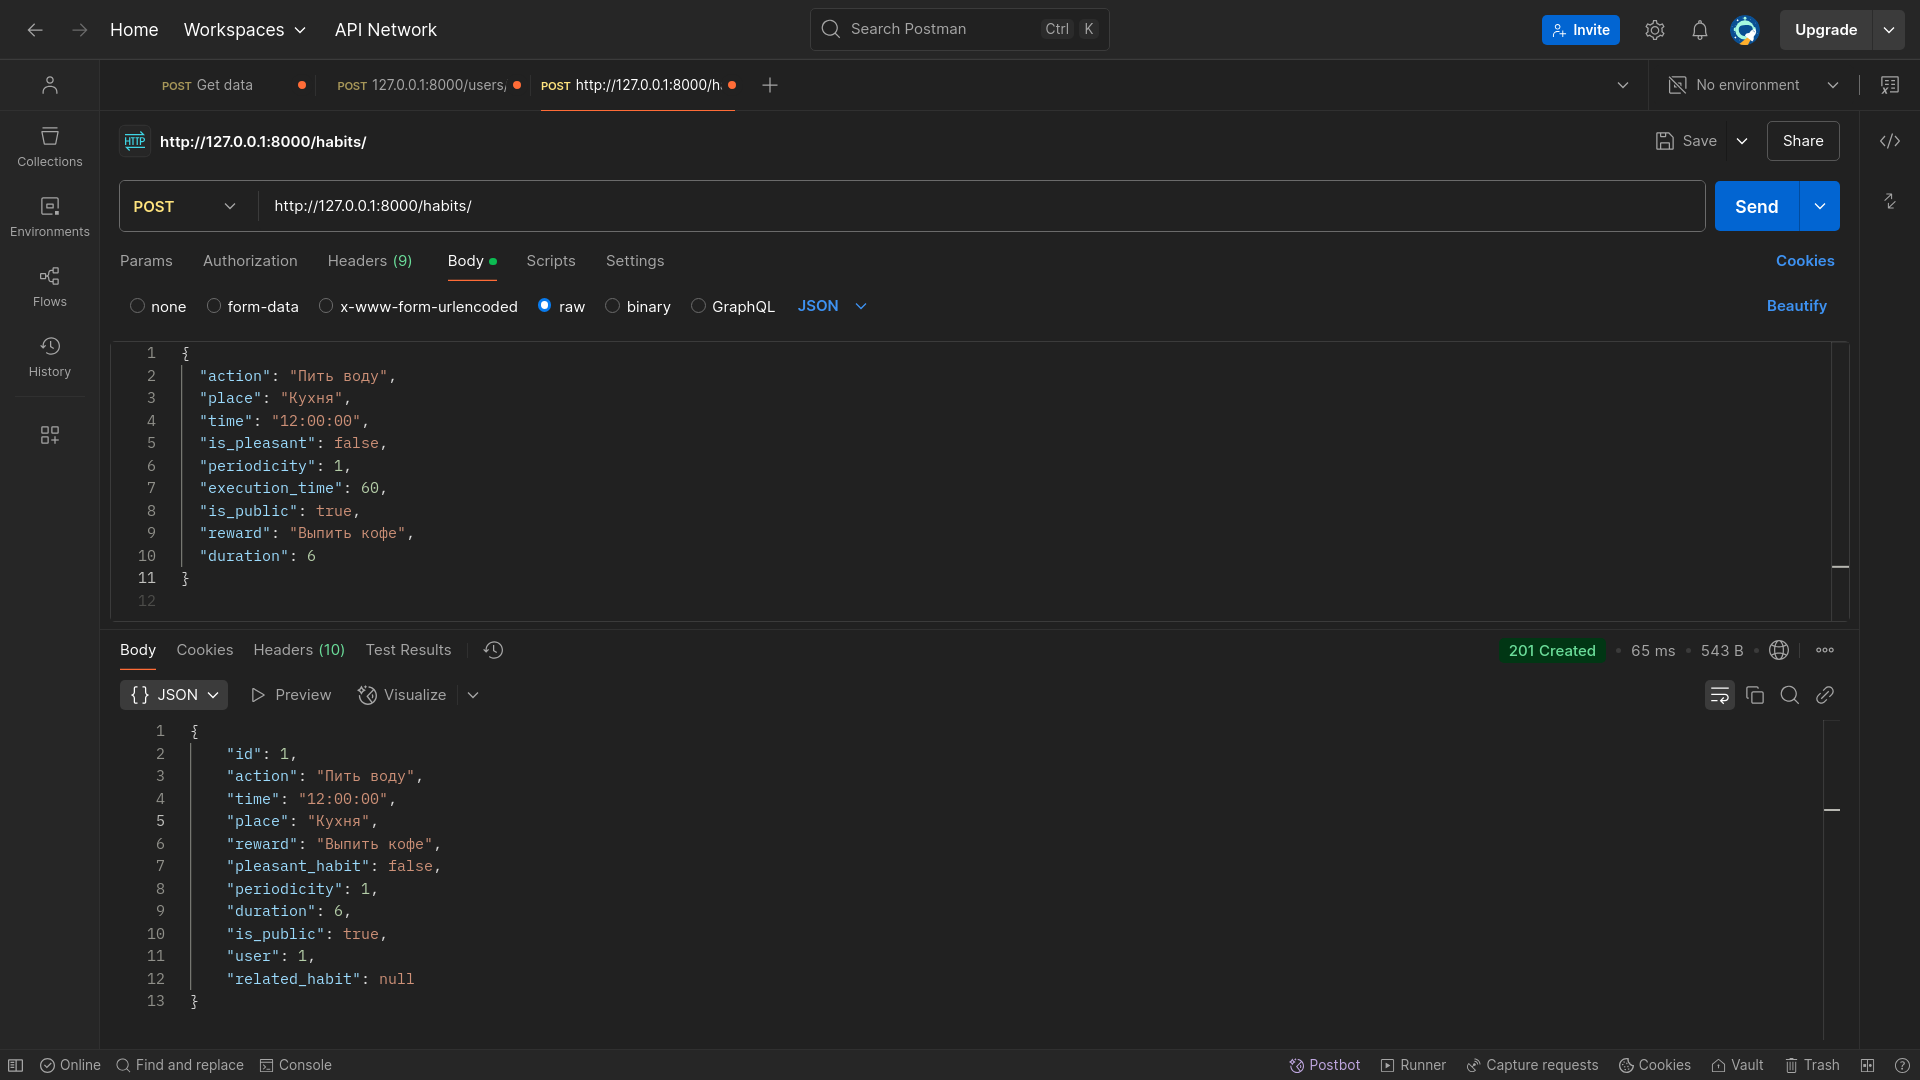 Home Workspaces API Network Search Postman Ctrl K Invite Upgrade
POST Get data POST 127.0.0.1:8000/users/ POST http://127.0.0.1:8000/h No environment
HTTP http://127.0.0.1:8000/habits/ Save Share
Collections
Environments
Flows
History
POST http://127.0.0.1:8000/habits/ Send
Params Authorization Headers (9) Body Scripts Settings Cookies
none form-data x-www-form-urlencoded raw binary GraphQL JSON Beautify
1 {
2 "action": "Пить воду",
3 "place": "Кухня",
4 "time": "12:00:00",
5 "is_pleasant": false,
6 "periodicity": 1,
7 "execution_time": 60,
8 "is_public": true,
9 "reward": "Выпить кофе",
10 "duration": 6
11 }
12
Body Cookies Headers (10) Test Results 201 Created 65 ms 543 B
{} JSON Preview Visualize
1 {
2 "id": 1,
3 "action": "Пить воду",
4 "time": "12:00:00",
5 "place": "Кухня",
6 "reward": "Выпить кофе",
7 "pleasant_habit": false,
8 "periodicity": 1,
9 "duration": 6,
10 "is_public": true,
11 "user": 1,
12 "related_habit": null
13 }
Online Find and replace Console Postbot Runner Capture requests Cookies Vault Trash